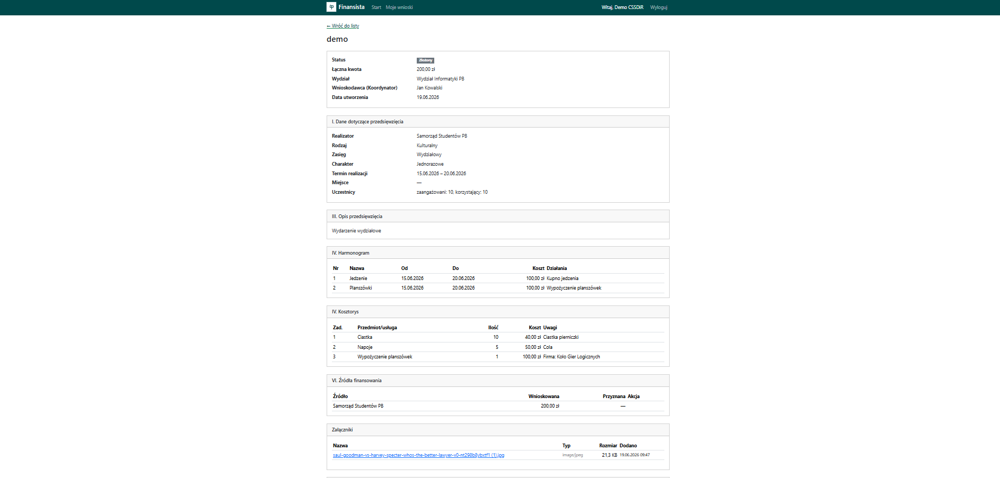 Finansista Start Moje wnioski Witaj, Demo CSSDiR Wyloguj
← Wróć do listy
demo
Status Złożony
Łączna kwota 200,00 zł
Wydział Wydział Informatyki PB
Wnioskodawca (Koordynator) Jan Kowalski
Data utworzenia 19.06.2026
I. Dane dotyczące przedsięwzięcia
Realizator Samorząd Studentów PB
Rodzaj Kulturalny
Zasięg Wydziałowy
Charakter Jednorazowe
Termin realizacji 15.06.2026 – 20.06.2026
Miejsce —
Uczestnicy zaangażowani: 10, korzystający: 10
III. Opis przedsięwzięcia
Wydarzenie wydziałowe
IV. Harmonogram
Nr Nazwa Od Do Koszt Działania
1 Jedzenie 15.06.2026 20.06.2026 100,00 zł Kupno jedzenia
2 Planszówki 15.06.2026 20.06.2026 100,00 zł Wypożyczenie planszówek
IV. Kosztorys
Zad. Przedmiot/usługa Ilość Koszt Uwagi
1 Ciastka 10 40,00 zł Ciastka pierniczki
2 Napoje 5 50,00 zł Cola
3 Wypożyczenie planszówek 1 100,00 zł Firma: Koło Gier Logicznych
VI. Źródła finansowania
Źródło Wnioskowana Przyznana Akcja
Samorząd Studentów PB 200,00 zł —
Załączniki
Nazwa Typ Rozmiar Dodano
saul-goodman-vs-harvey-specter-whos-the-better-lawyer-v0-nt298b8ybxtf1 (1).jpg image/jpeg 21,3 KB 19.06.2026 09:47